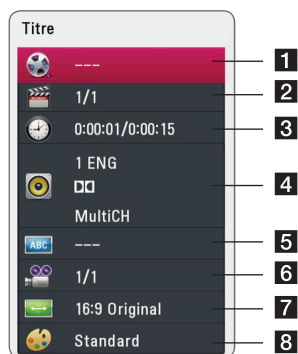 Titre
--- 1
1/1 2
0:00:01/0:00:15 3
1 ENG
DD 4
MultiCH
ABC --- 5
1/1 6
16:9 Original 7
Standard 8